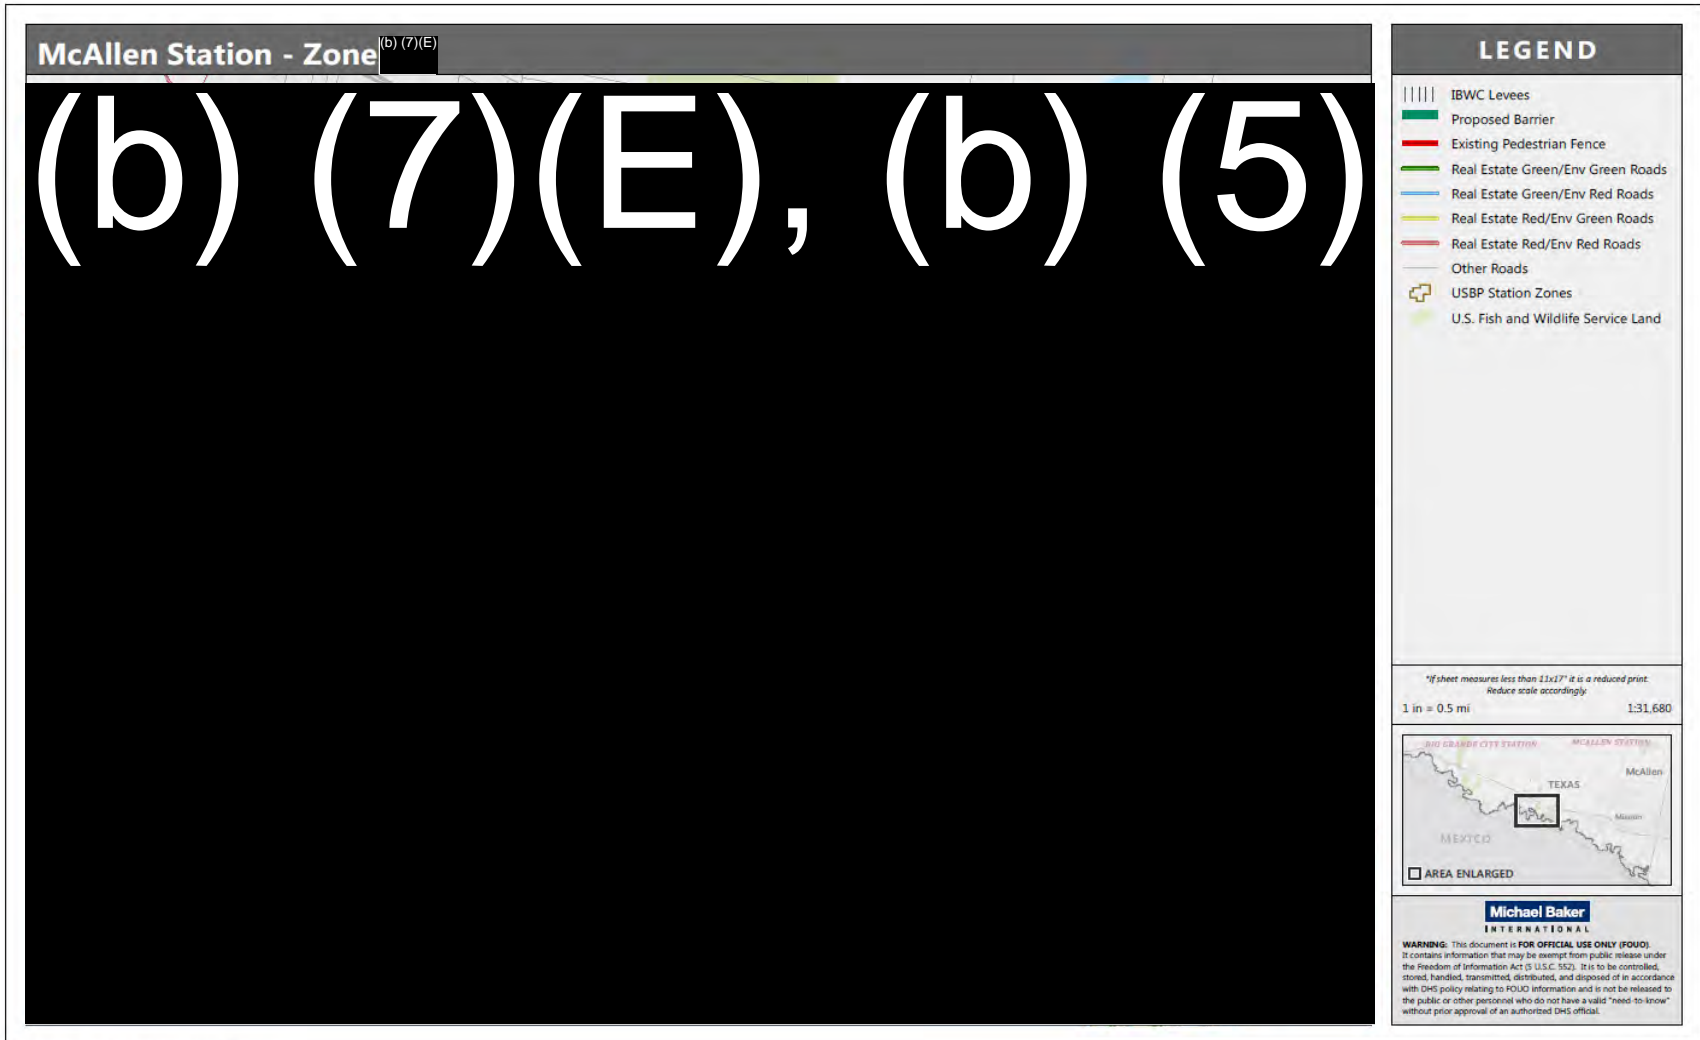 McAllen Station - Zone (b) (7)(E)
(b) (7)(E), (b) (5)
LEGEND
IBWC Levees
Proposed Barrier
Existing Pedestrian Fence
Real Estate Green/Env Green Roads
Real Estate Green/Env Red Roads
Real Estate Red/Env Green Roads
Real Estate Red/Env Red Roads
Other Roads
USBP Station Zones
U.S. Fish and Wildlife Service Land
*If sheet measures less than 11x17" it is a reduced print.
Reduce scale accordingly.
1 in = 0.5 mi 1:31,680
RIO GRANDE CITY STATION MCALLEN STATION
McAllen
TEXAS
Mission
MEXICO
AREA ENLARGED
Michael Baker
INTERNATIONAL
WARNING: This document is FOR OFFICIAL USE ONLY (FOUO).
It contains information that may be exempt from public release under
the Freedom of Information Act (5 U.S.C. 552). It is to be controlled,
stored, handled, transmitted, distributed, and disposed of in accordance
with DHS policy relating to FOUO information and is not be released to
the public or other personnel who do not have a valid "need-to-know"
without prior approval of an authorized DHS official.